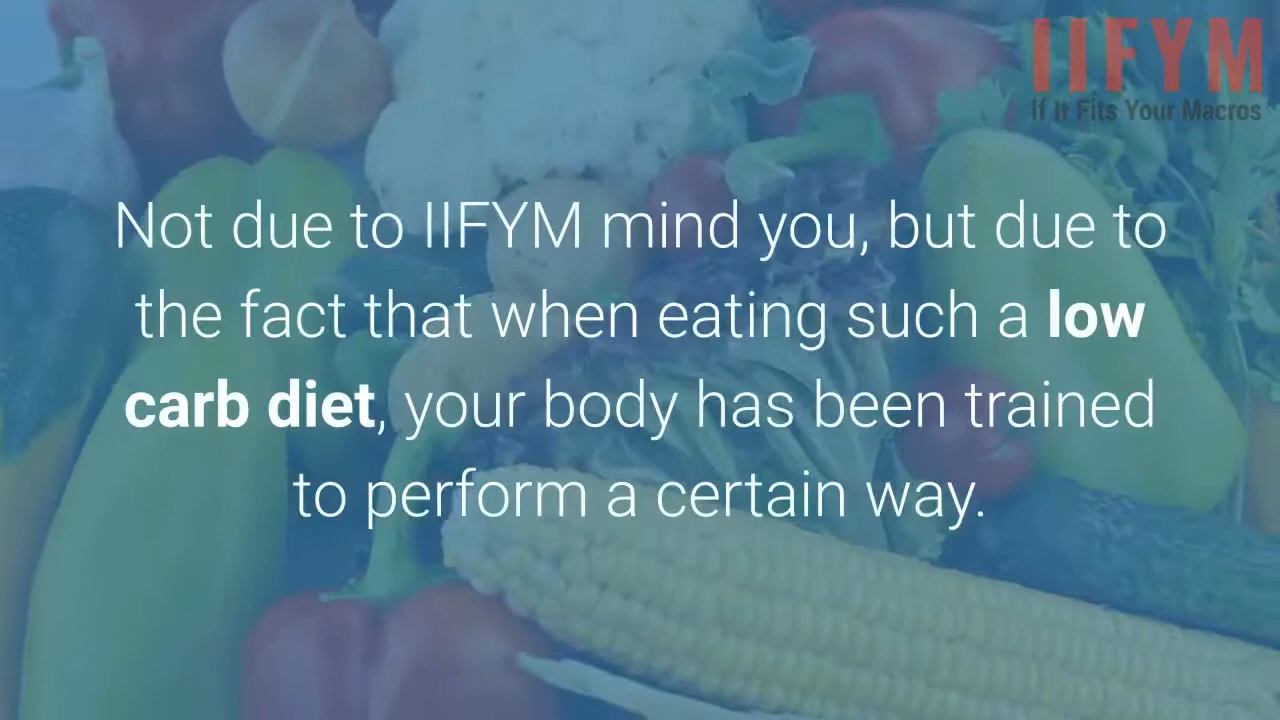 IIFYM
If It Fits Your Macros
Not due to IIFYM mind you, but due to
the fact that when eating such a low
carb diet, your body has been trained
to perform a certain way.